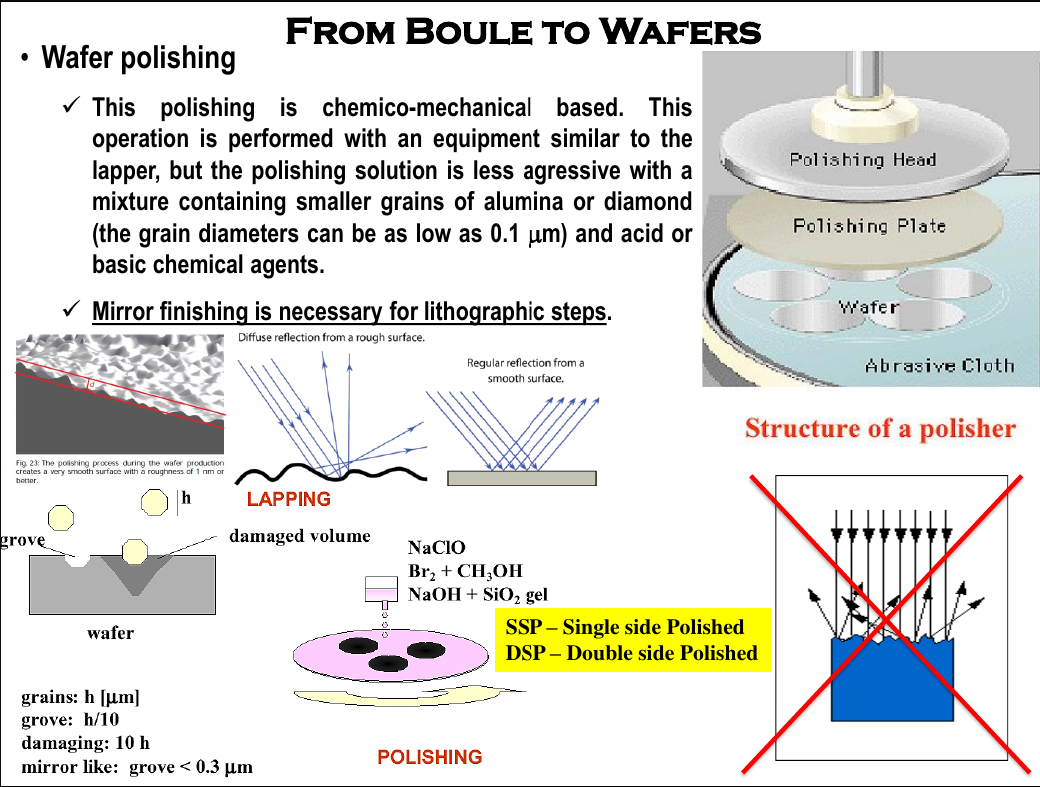 FROM BOULE TO WAFERS
• Wafer polishing
✓ This polishing is chemico-mechanical based. This
operation is performed with an equipment similar to the
lapper, but the polishing solution is less agressive with a
mixture containing smaller grains of alumina or diamond
(the grain diameters can be as low as 0.1 μm) and acid or
basic chemical agents.
✓ Mirror finishing is necessary for lithographic steps.
Polishing Head
Polishing Plate
Wafer
Abrasive Cloth
Structure of a polisher
d
Fig. 23: The polishing process during the wafer production
creates a very smooth surface with a roughness of 1 nm or
better.
Diffuse reflection from a rough surface.
Regular reflection from a
smooth surface.
LAPPING
h
grove
damaged volume
wafer
grains: h [μm]
grove: h/10
damaging: 10 h
mirror like: grove < 0.3 μm
NaClO
Br2 + CH3OH
NaOH + SiO2 gel
SSP – Single side Polished
DSP – Double side Polished
POLISHING